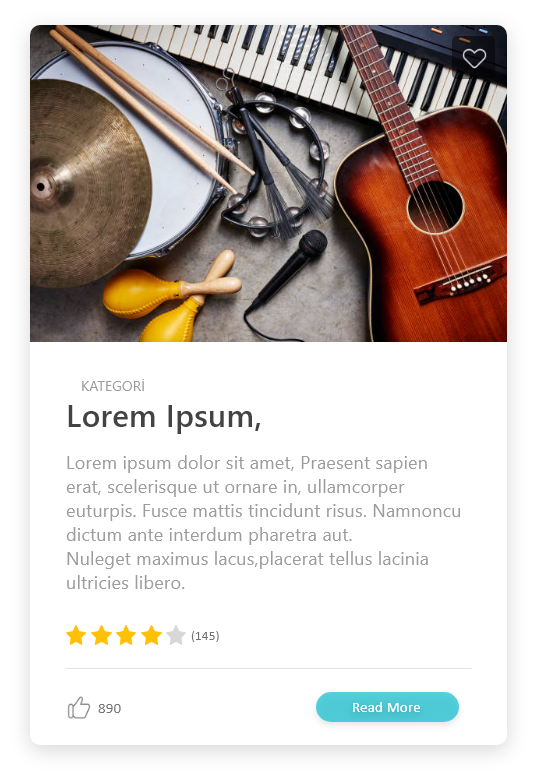 KATEGORİ
Lorem Ipsum,
Lorem ipsum dolor sit amet, Praesent sapien
erat, scelerisque ut ornare in, ullamcorper
euturpis. Fusce mattis tincidunt risus. Namnoncu
dictum ante interdum pharetra aut.
Nuleget maximus lacus,placerat tellus lacinia
ultricies libero.
(145)
890 Read More